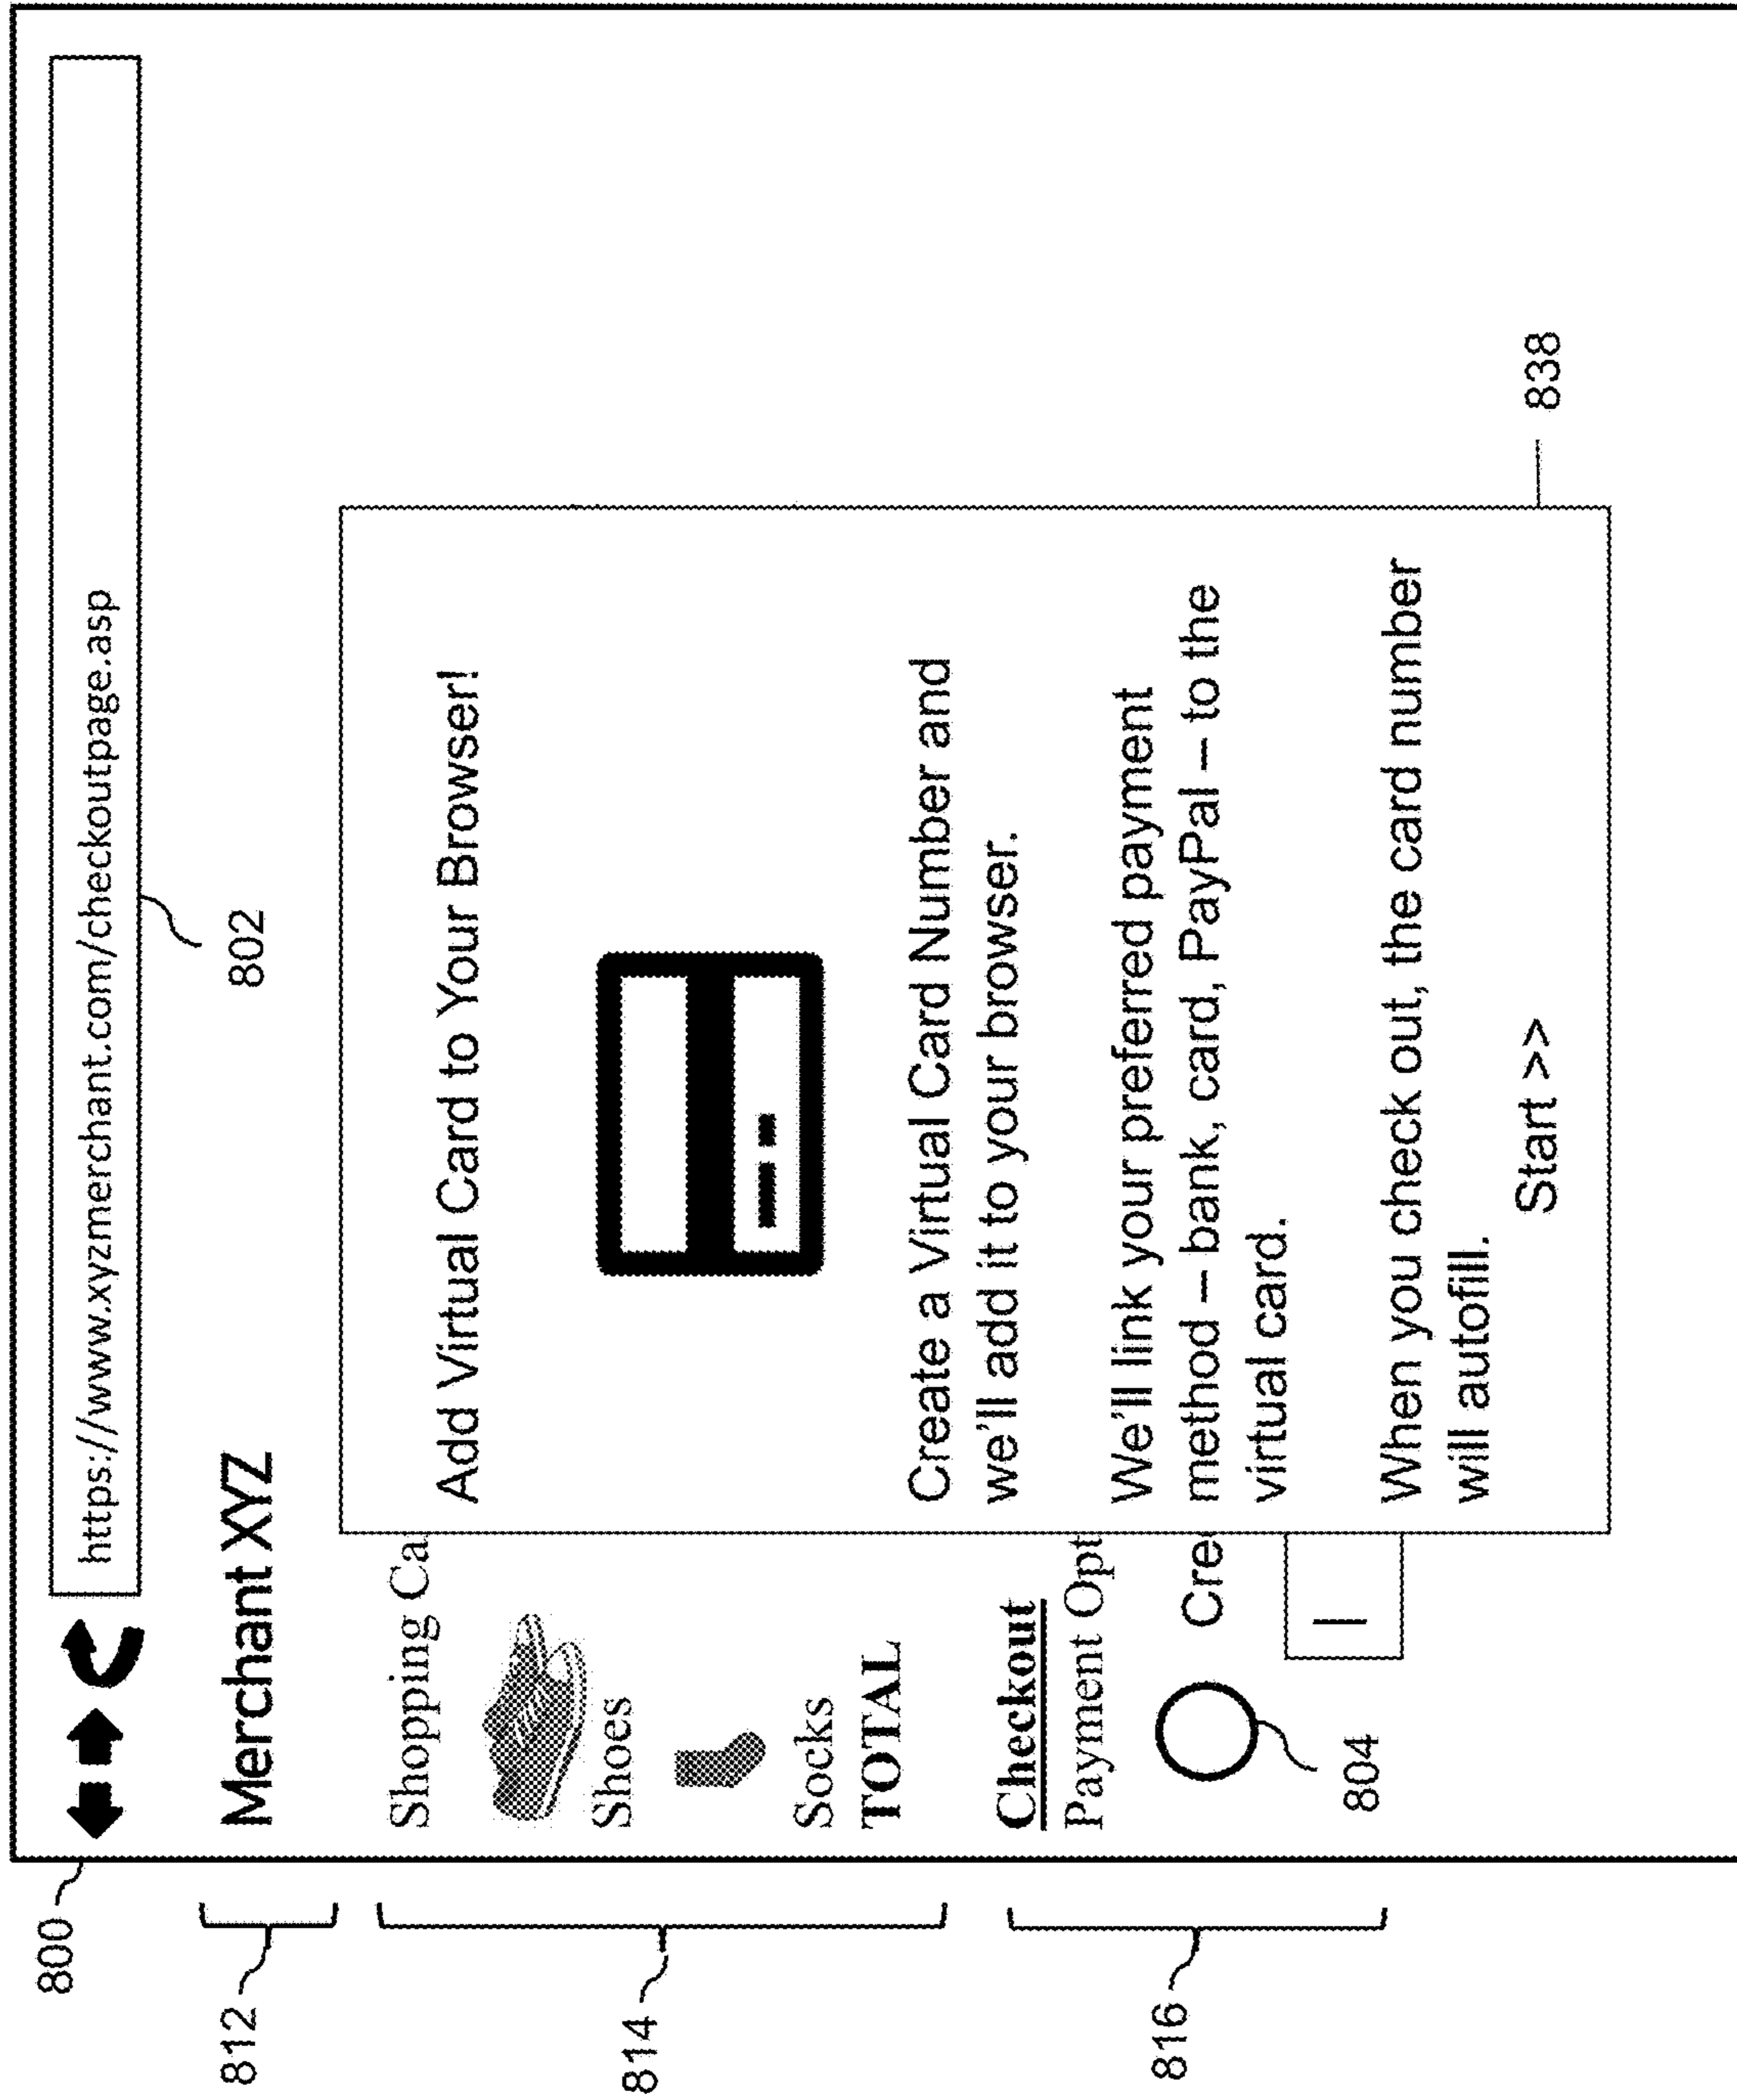 800
https://www.xyzmerchant.com/checkoutpage.asp
802
812
Merchant XYZ
814
Shopping Ca
Shoes
Socks
TOTAL
816
Checkout
Payment Opt
Cre
804
Add Virtual Card to Your Browser!
Create a Virtual Card Number and
we'll add it to your browser.
We'll link your preferred payment
method – bank, card, PayPal – to the
virtual card.
When you check out, the card number
will autofill.
Start >>
838